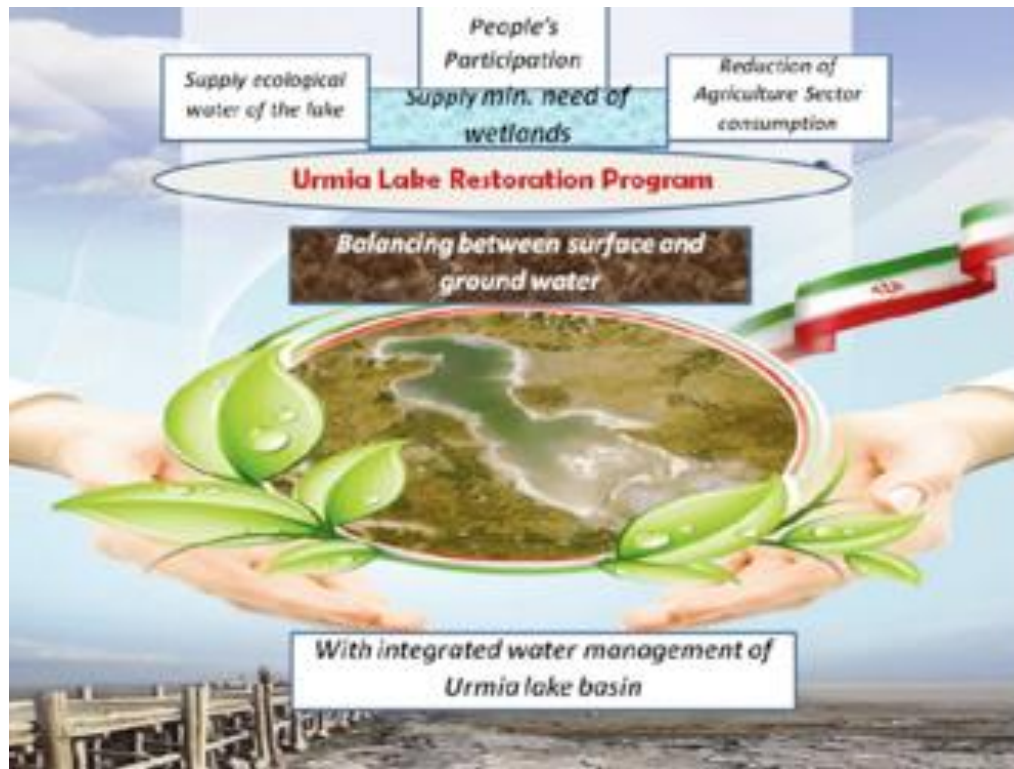 People's
Participation
Supply ecological
water of the lake
Reduction of
Agriculture Sector
consumption
Supply min. need of
wetlands
Urmia Lake Restoration Program
Balancing between surface and
ground water
With integrated water management of
Urmia lake basin